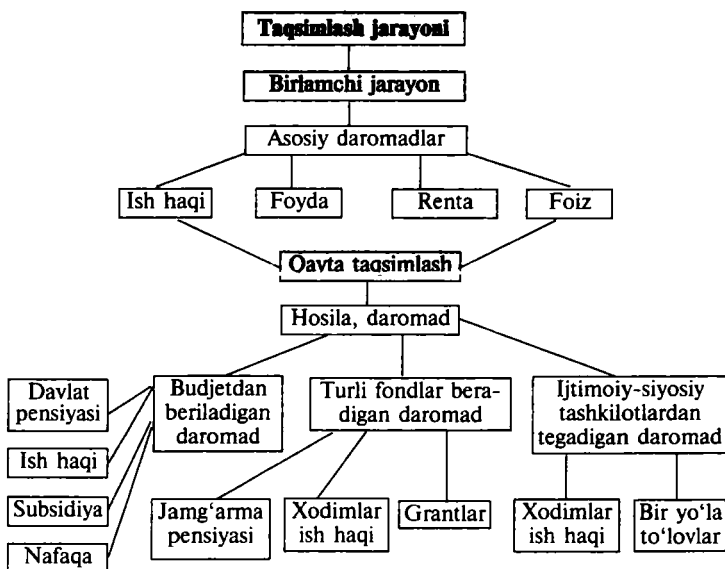 Taqsimlash jarayoni
Birlamchi jarayon
Asosiy daromadlar
Ish haqi
Foyda
Renta
Foiz
Qavta taqsimlash
Hosila, daromad
Davlat
pensiyasi
Ish haqi
Subsidiya
Nafaqa
Budjetdan
beriladigan
daromad
Turli fondlar bera-
digan daromad
Ijtimoiy-siyosiy
tashkilotlardan
tegadigan daromad
Jamg‘arma
pensiyasi
Xodimlar
ish haqi
Grantlar
Xodimlar
ish haqi
Bir yo‘la
to‘lovlar